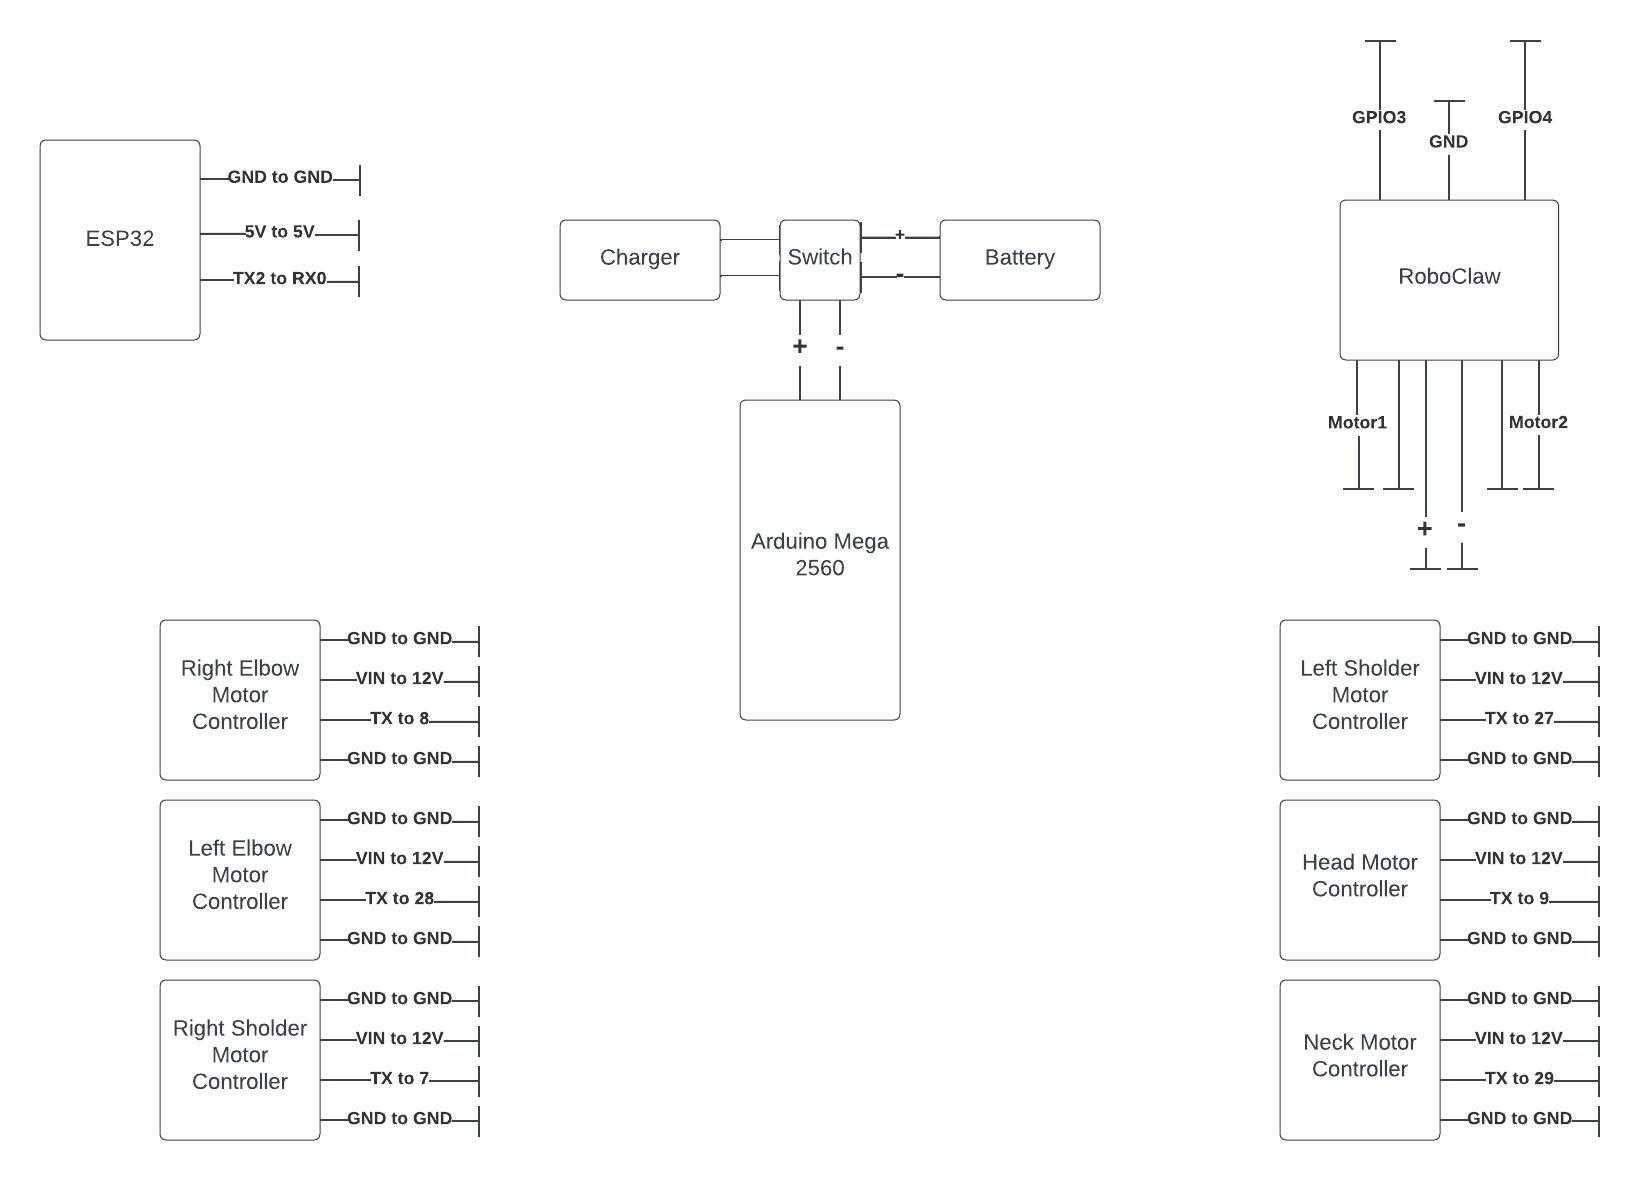 GPIO3
GPIO4
GND
ESP32
GND to GND
5V to 5V
TX2 to RX0
Charger
Switch
+
-
Battery
+
-
Arduino Mega
2560
RoboClaw
Motor1
Motor2
+
-
Right Elbow
Motor
Controller
GND to GND
VIN to 12V
TX to 8
GND to GND
Left Elbow
Motor
Controller
GND to GND
VIN to 12V
TX to 28
GND to GND
Right Sholder
Motor
Controller
GND to GND
VIN to 12V
TX to 7
GND to GND
Left Sholder
Motor
Controller
GND to GND
VIN to 12V
TX to 27
GND to GND
Head Motor
Controller
GND to GND
VIN to 12V
TX to 9
GND to GND
Neck Motor
Controller
GND to GND
VIN to 12V
TX to 29
GND to GND